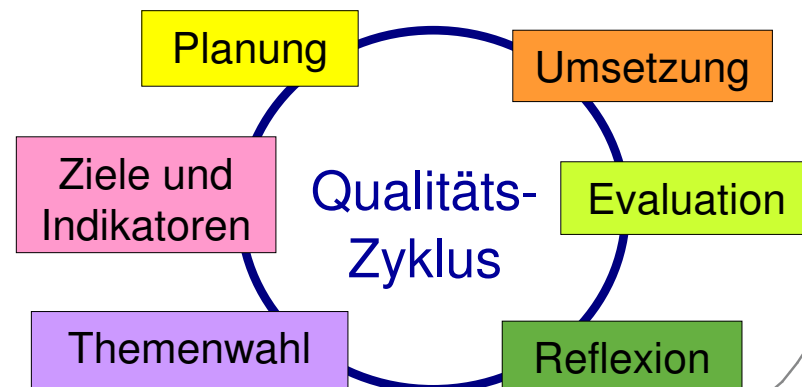 Planung
Umsetzung
Ziele und
Indikatoren
Qualitäts-
Zyklus
Evaluation
Themenwahl
Reflexion